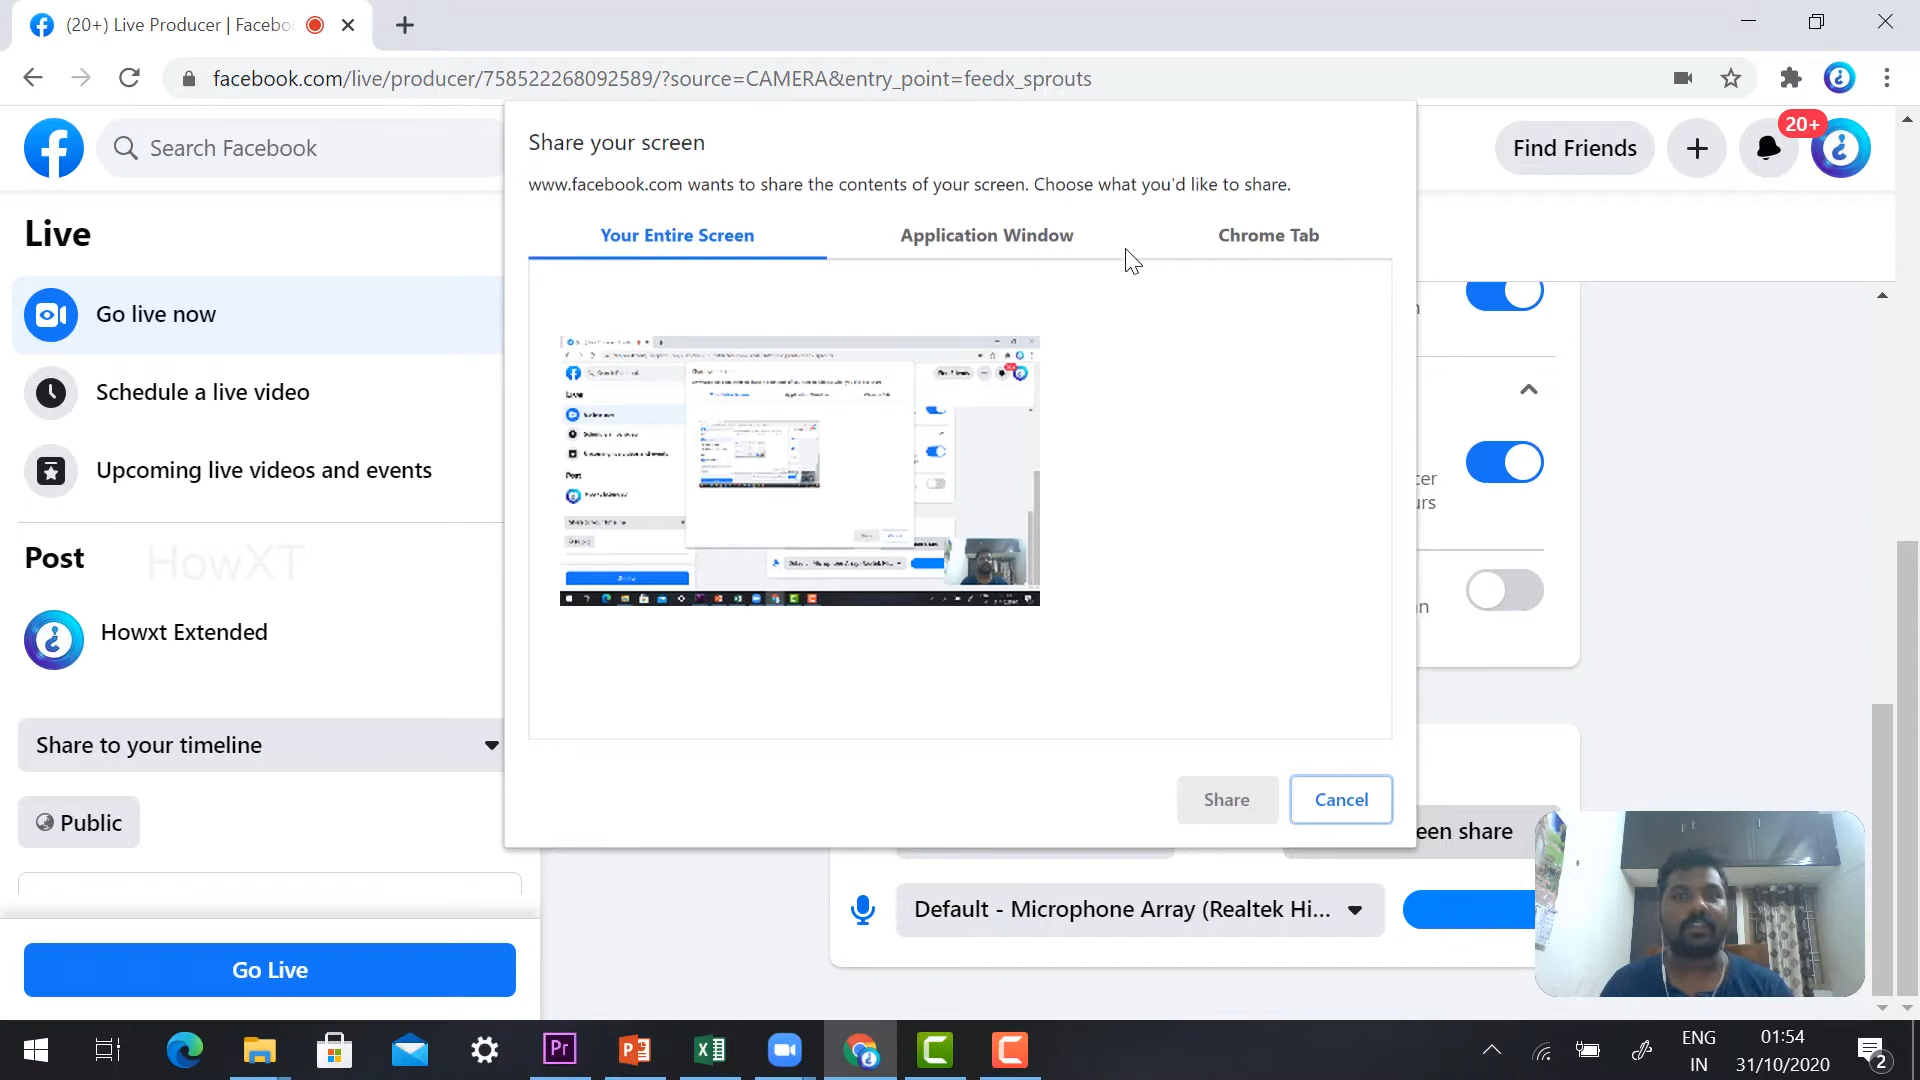 (20+) Live Producer | Facebo
facebook.com/live/producer/758522268092589/?source=CAMERA&entry_point=feedx_sprouts
Search Facebook
Find Friends
20+
Share your screen
www.facebook.com wants to share the contents of your screen. Choose what you'd like to share.
Your Entire Screen
Application Window
Chrome Tab
Live
Go live now
Schedule a live video
Upcoming live videos and events
Post
HowXT
Howxt Extended
Share to your timeline
Public
Go Live
Share
Cancel
een share
Default - Microphone Array (Realtek Hi...
Pr
ENG
IN
01:54
31/10/2020
2